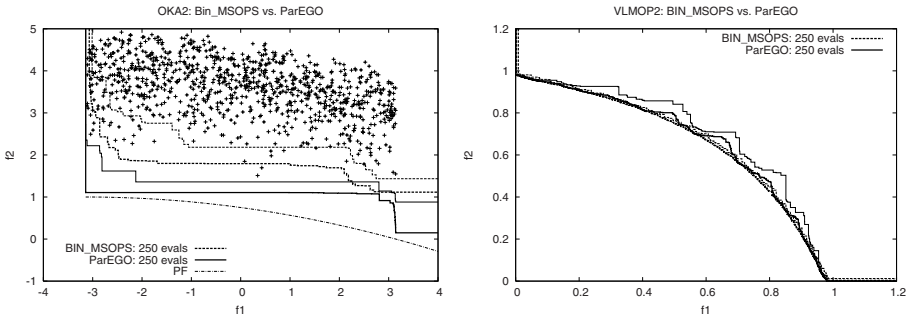 OKA2: Bin_MSOPS vs. ParEGO
5
4
3
2
1
0
-1
f2
BIN_MSOPS: 250 evals
ParEGO: 250 evals
PF
-4 -3 -2 -1 0 1 2 3 4
f1
VLMOP2: BIN_MSOPS vs. ParEGO
1.2
1
0.8
0.6
0.4
0.2
0
f2
BIN_MSOPS: 250 evals
ParEGO: 250 evals
0 0.2 0.4 0.6 0.8 1 1.2
f1